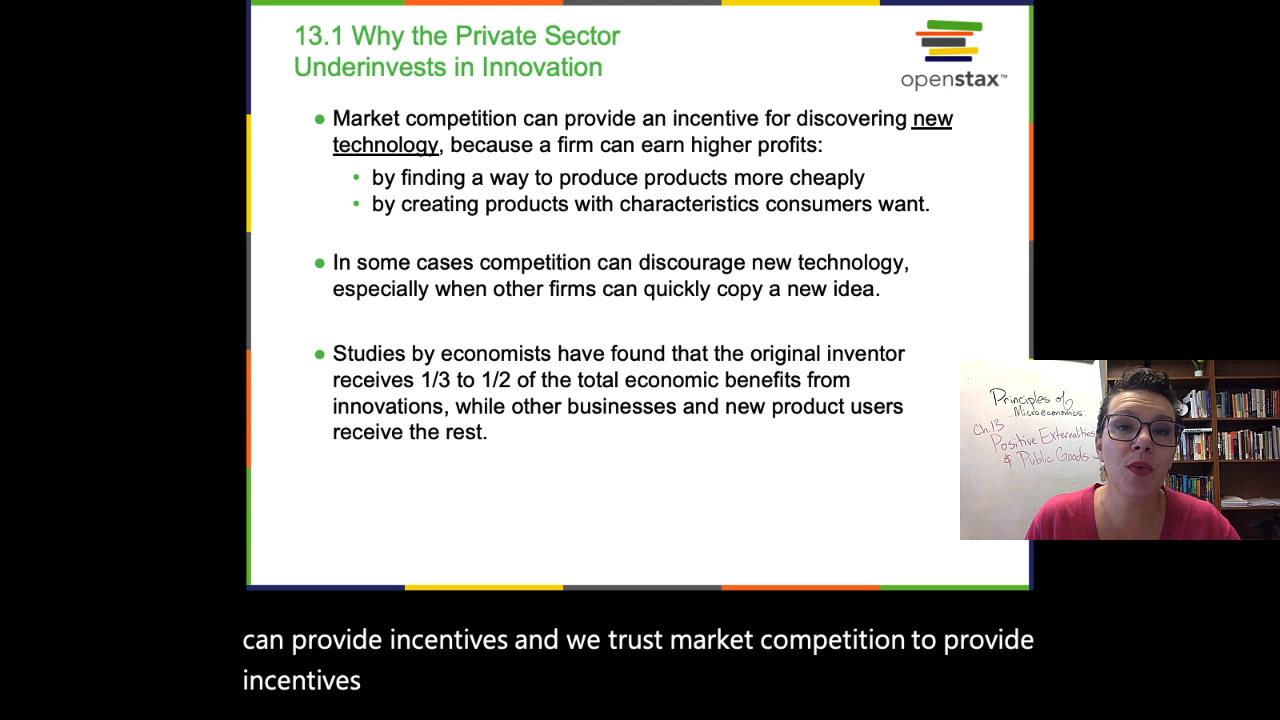 13.1 Why the Private Sector
Underinvests in Innovation
openstax™
● Market competition can provide an incentive for discovering new
technology, because a firm can earn higher profits:
• by finding a way to produce products more cheaply
• by creating products with characteristics consumers want.
● In some cases competition can discourage new technology,
especially when other firms can quickly copy a new idea.
● Studies by economists have found that the original inventor
receives 1/3 to 1/2 of the total economic benefits from
innovations, while other businesses and new product users
receive the rest.
Principles of
Microeconomics:
Ch.13
Positive Externalities
& Public Goods
can provide incentives and we trust market competition to provide
incentives